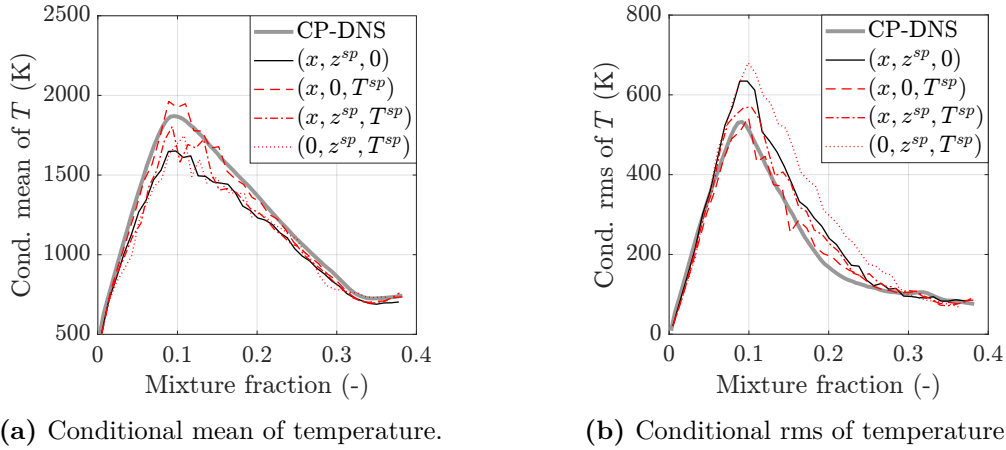 2500
2000
1500
1000
500
0
0.1
0.2
0.3
0.4
Cond. mean of T (K)
Mixture fraction (-)
CP-DNS
(x, z^{sp}, 0)
(x, 0, T^{sp})
(x, z^{sp}, T^{sp})
(0, z^{sp}, T^{sp})
(a) Conditional mean of temperature.
800
600
400
200
0
0
0.1
0.2
0.3
0.4
Cond. rms of T (K)
Mixture fraction (-)
CP-DNS
(x, z^{sp}, 0)
(x, 0, T^{sp})
(x, z^{sp}, T^{sp})
(0, z^{sp}, T^{sp})
(b) Conditional rms of temperature